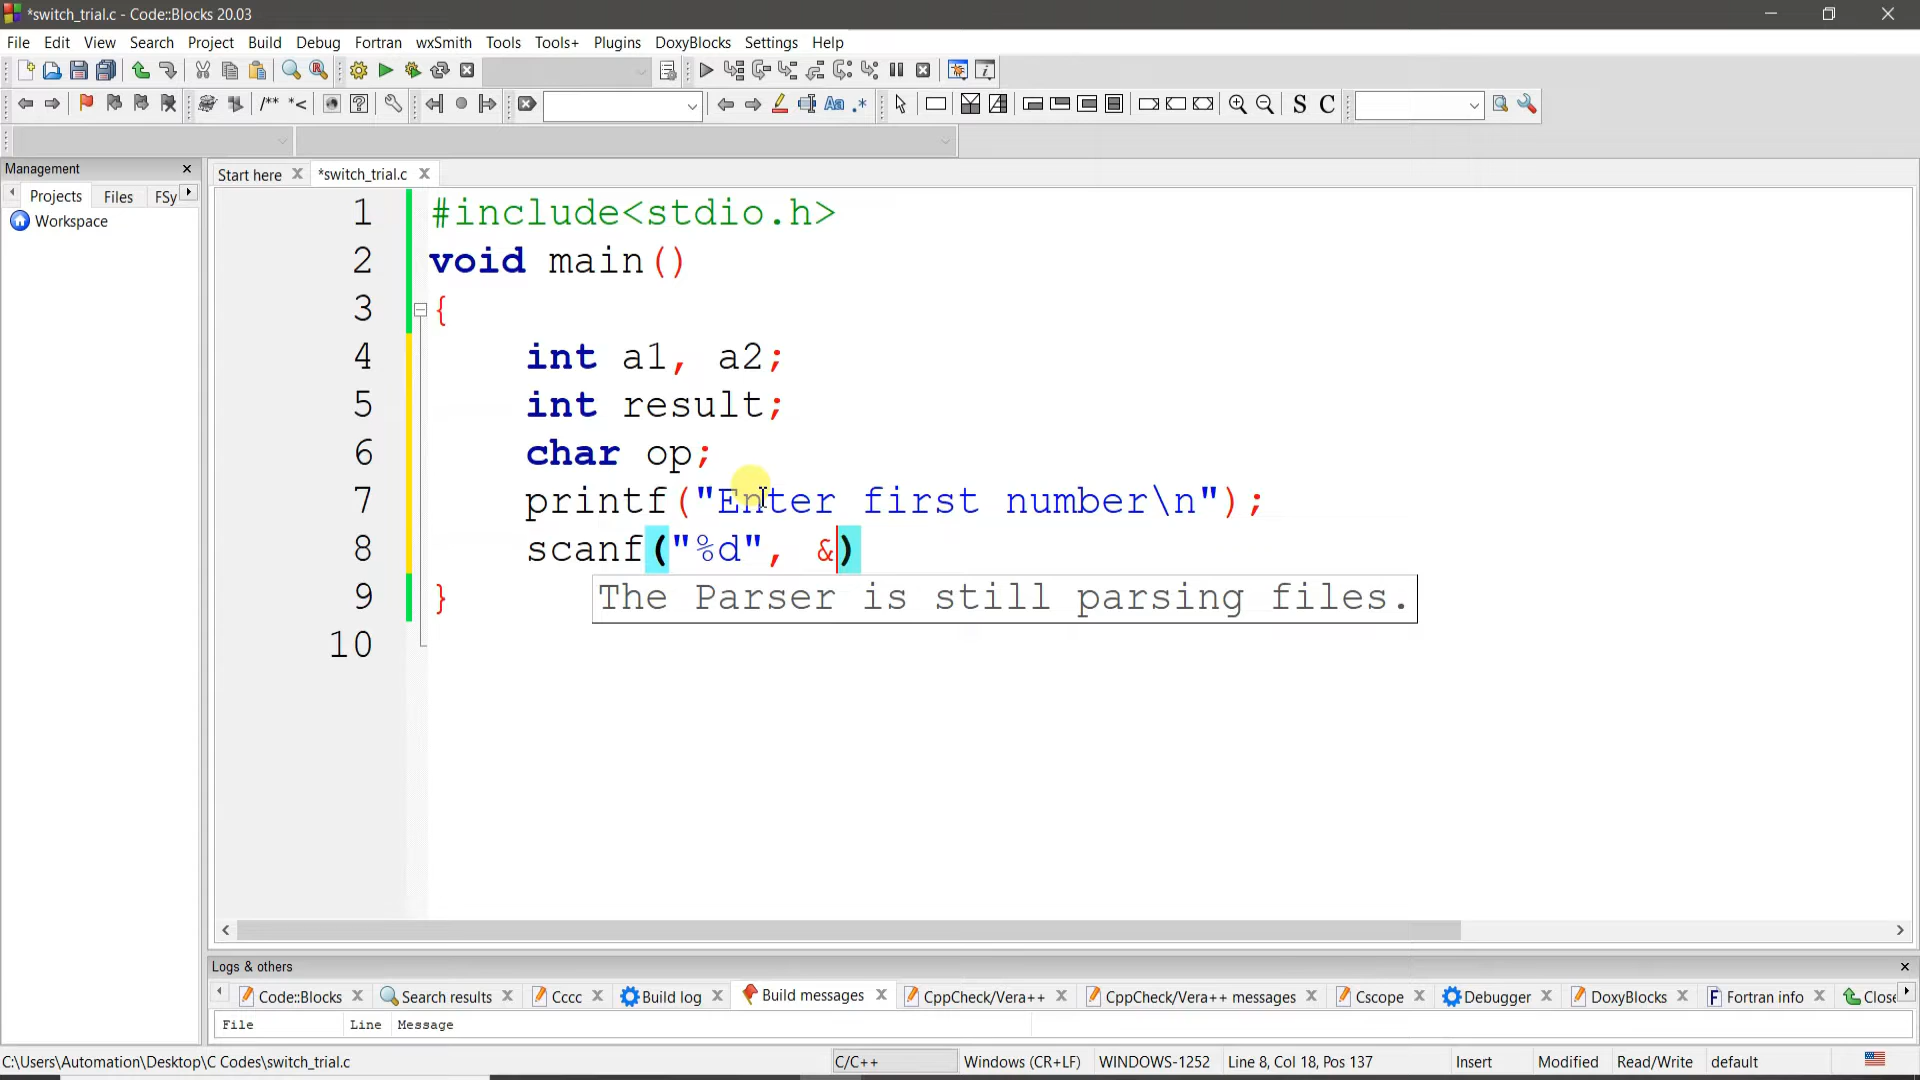 *switch_trial.c - Code::Blocks 20.03
File Edit View Search Project Build Debug Fortran wxSmith Tools Tools+ Plugins DoxyBlocks Settings Help
/** *< Aa .* S C
Management
Start here *switch_trial.c
Projects Files FSy
Workspace
1 #include<stdio.h>
2 void main()
3 {
4 int a1, a2;
5 int result;
6 char op;
7 printf("Enter first number\n");
8 scanf("%d", &)
9 }
The Parser is still parsing files.
10
Logs & others
Code::Blocks Search results Cccc Build log Build messages CppCheck/Vera++ CppCheck/Vera++ messages Cscope Debugger DoxyBlocks Fortran info Close
File Line Message
C:\Users\Automation\Desktop\C Codes\switch_trial.c C/C++ Windows (CR+LF) WINDOWS-1252 Line 8, Col 18, Pos 137 Insert Modified Read/Write default